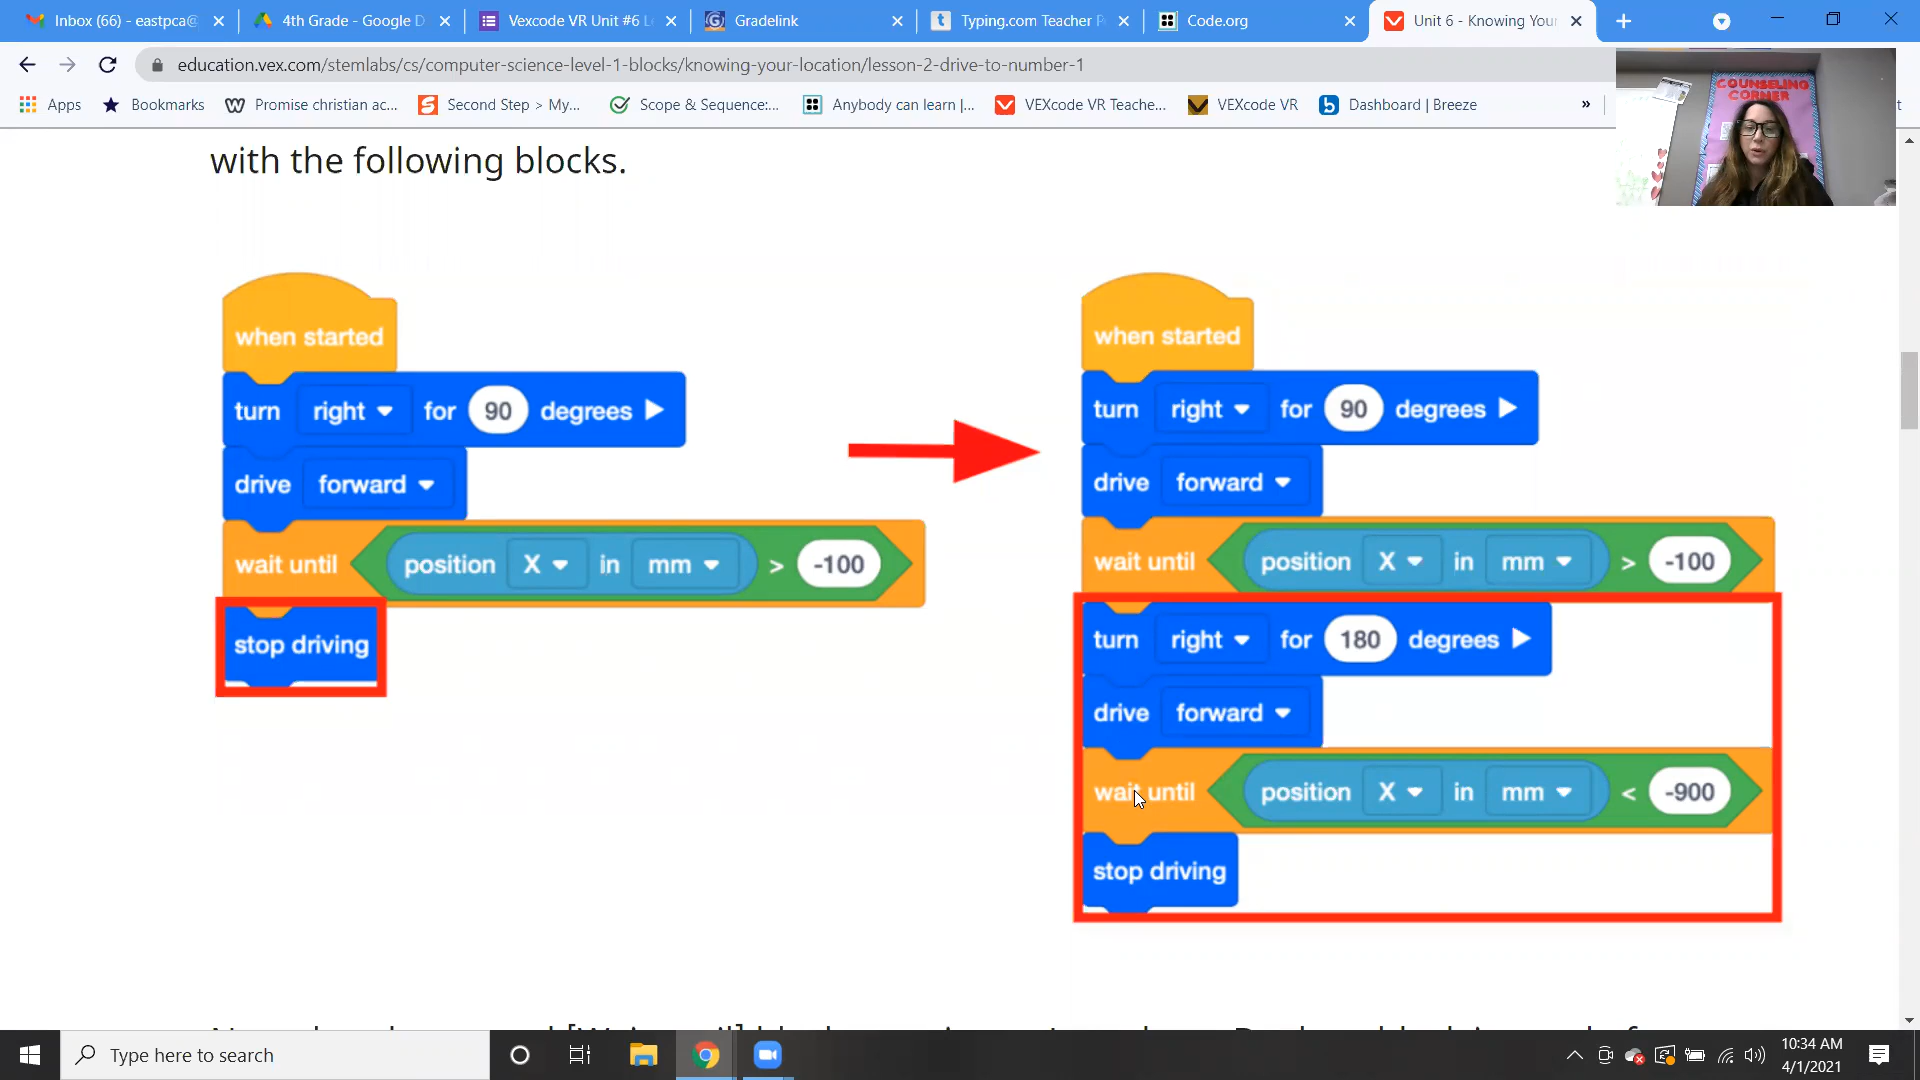 Inbox (66) - eastpca@
4th Grade - Google D
Vexcode VR Unit #6 L
Gradelink
Typing.com Teacher P
Code.org
Unit 6 - Knowing You
education.vex.com/stemlabs/cs/computer-science-level-1-blocks/knowing-your-location/lesson-2-drive-to-number-1
Apps
Bookmarks
Promise christian ac...
Second Step > My...
Scope & Sequence:...
Anybody can learn |...
VEXcode VR Teache...
VEXcode VR
Dashboard | Breeze
»
COUNSELING
CORNER
with the following blocks.
when started
turn right for 90 degrees
drive forward
wait until position X in mm > -100
stop driving
when started
turn right for 90 degrees
drive forward
wait until position X in mm > -100
turn right for 180 degrees
drive forward
wait until position X in mm < -900
stop driving
Type here to search
10:34 AM
4/1/2021